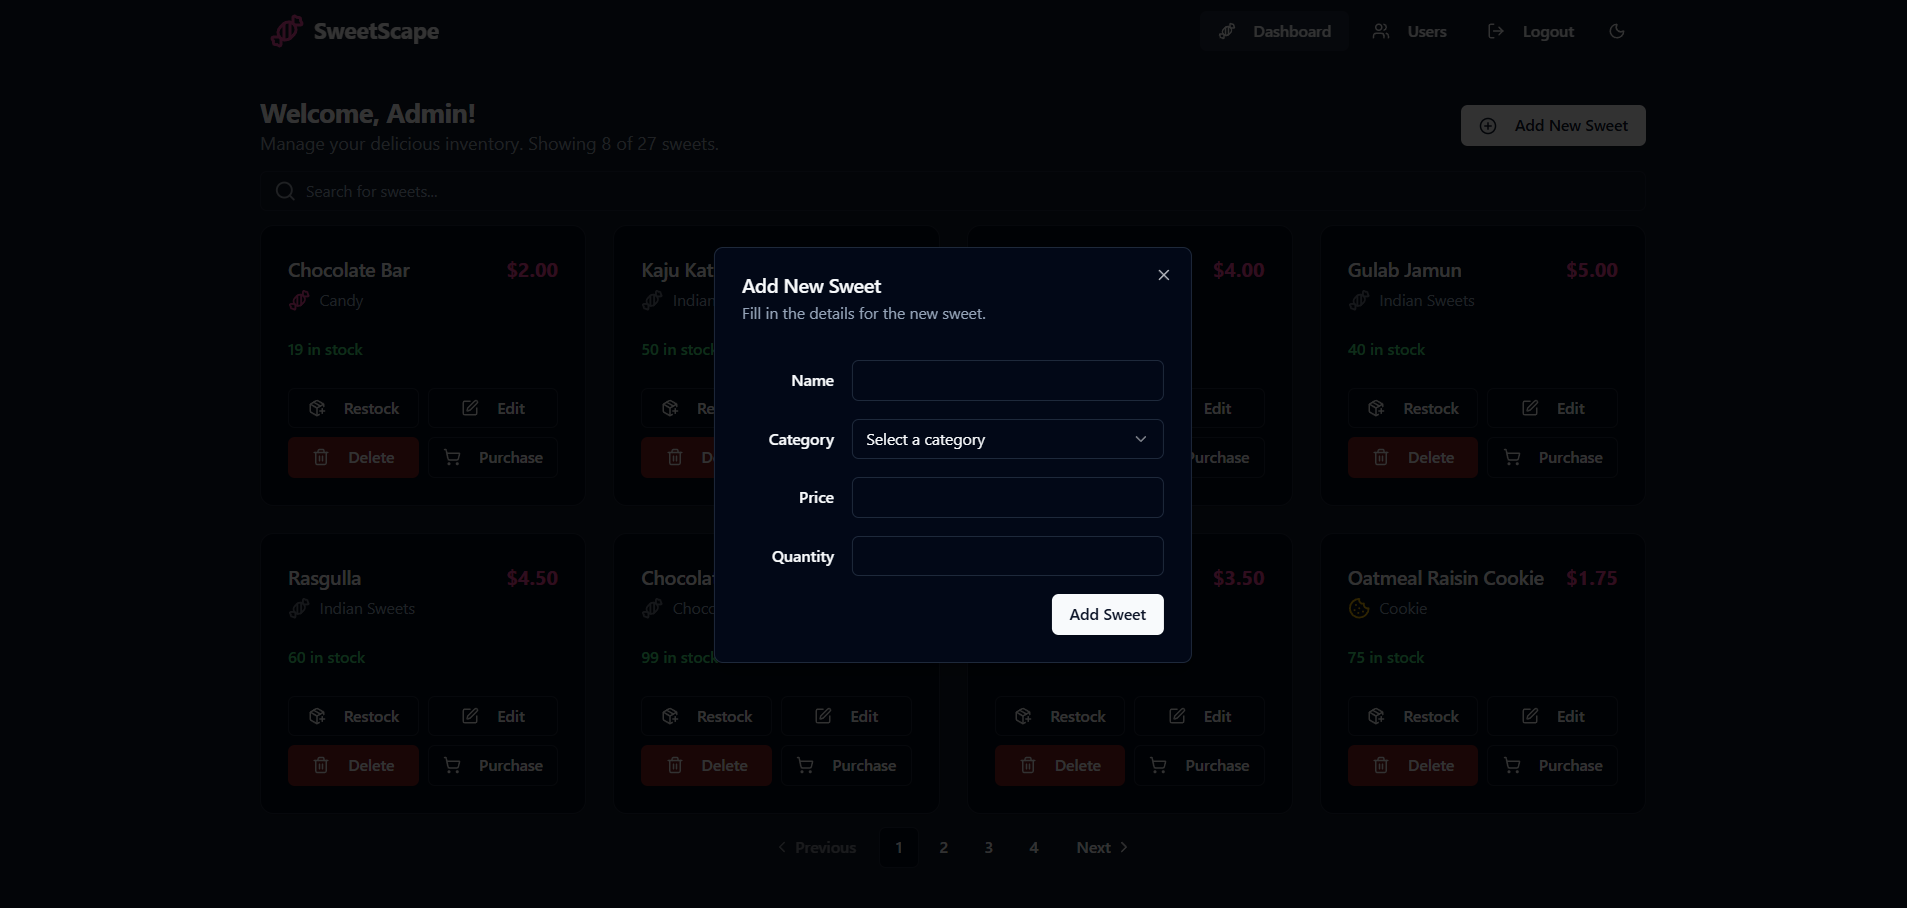 SweetScape
Dashboard
Users
Logout
Welcome, Admin!
Manage your delicious inventory. Showing 8 of 27 sweets.
Add New Sweet
Search for sweets...
Chocolate Bar
$2.00
Candy
19 in stock
Restock
Edit
Delete
Purchase
Kaju Kat
Indian
50 in stock
Re
D
$4.00
Edit
Purchase
Gulab Jamun
$5.00
Indian Sweets
40 in stock
Restock
Edit
Delete
Purchase
Add New Sweet
Fill in the details for the new sweet.
Name
Category
Select a category
Price
Quantity
Add Sweet
Rasgulla
$4.50
Indian Sweets
60 in stock
Restock
Edit
Delete
Purchase
Chocolat
Choco
99 in stock
Restock
Edit
Delete
Purchase
$3.50
Restock
Edit
Delete
Purchase
Oatmeal Raisin Cookie
$1.75
Cookie
75 in stock
Restock
Edit
Delete
Purchase
Previous
1
2
3
4
Next